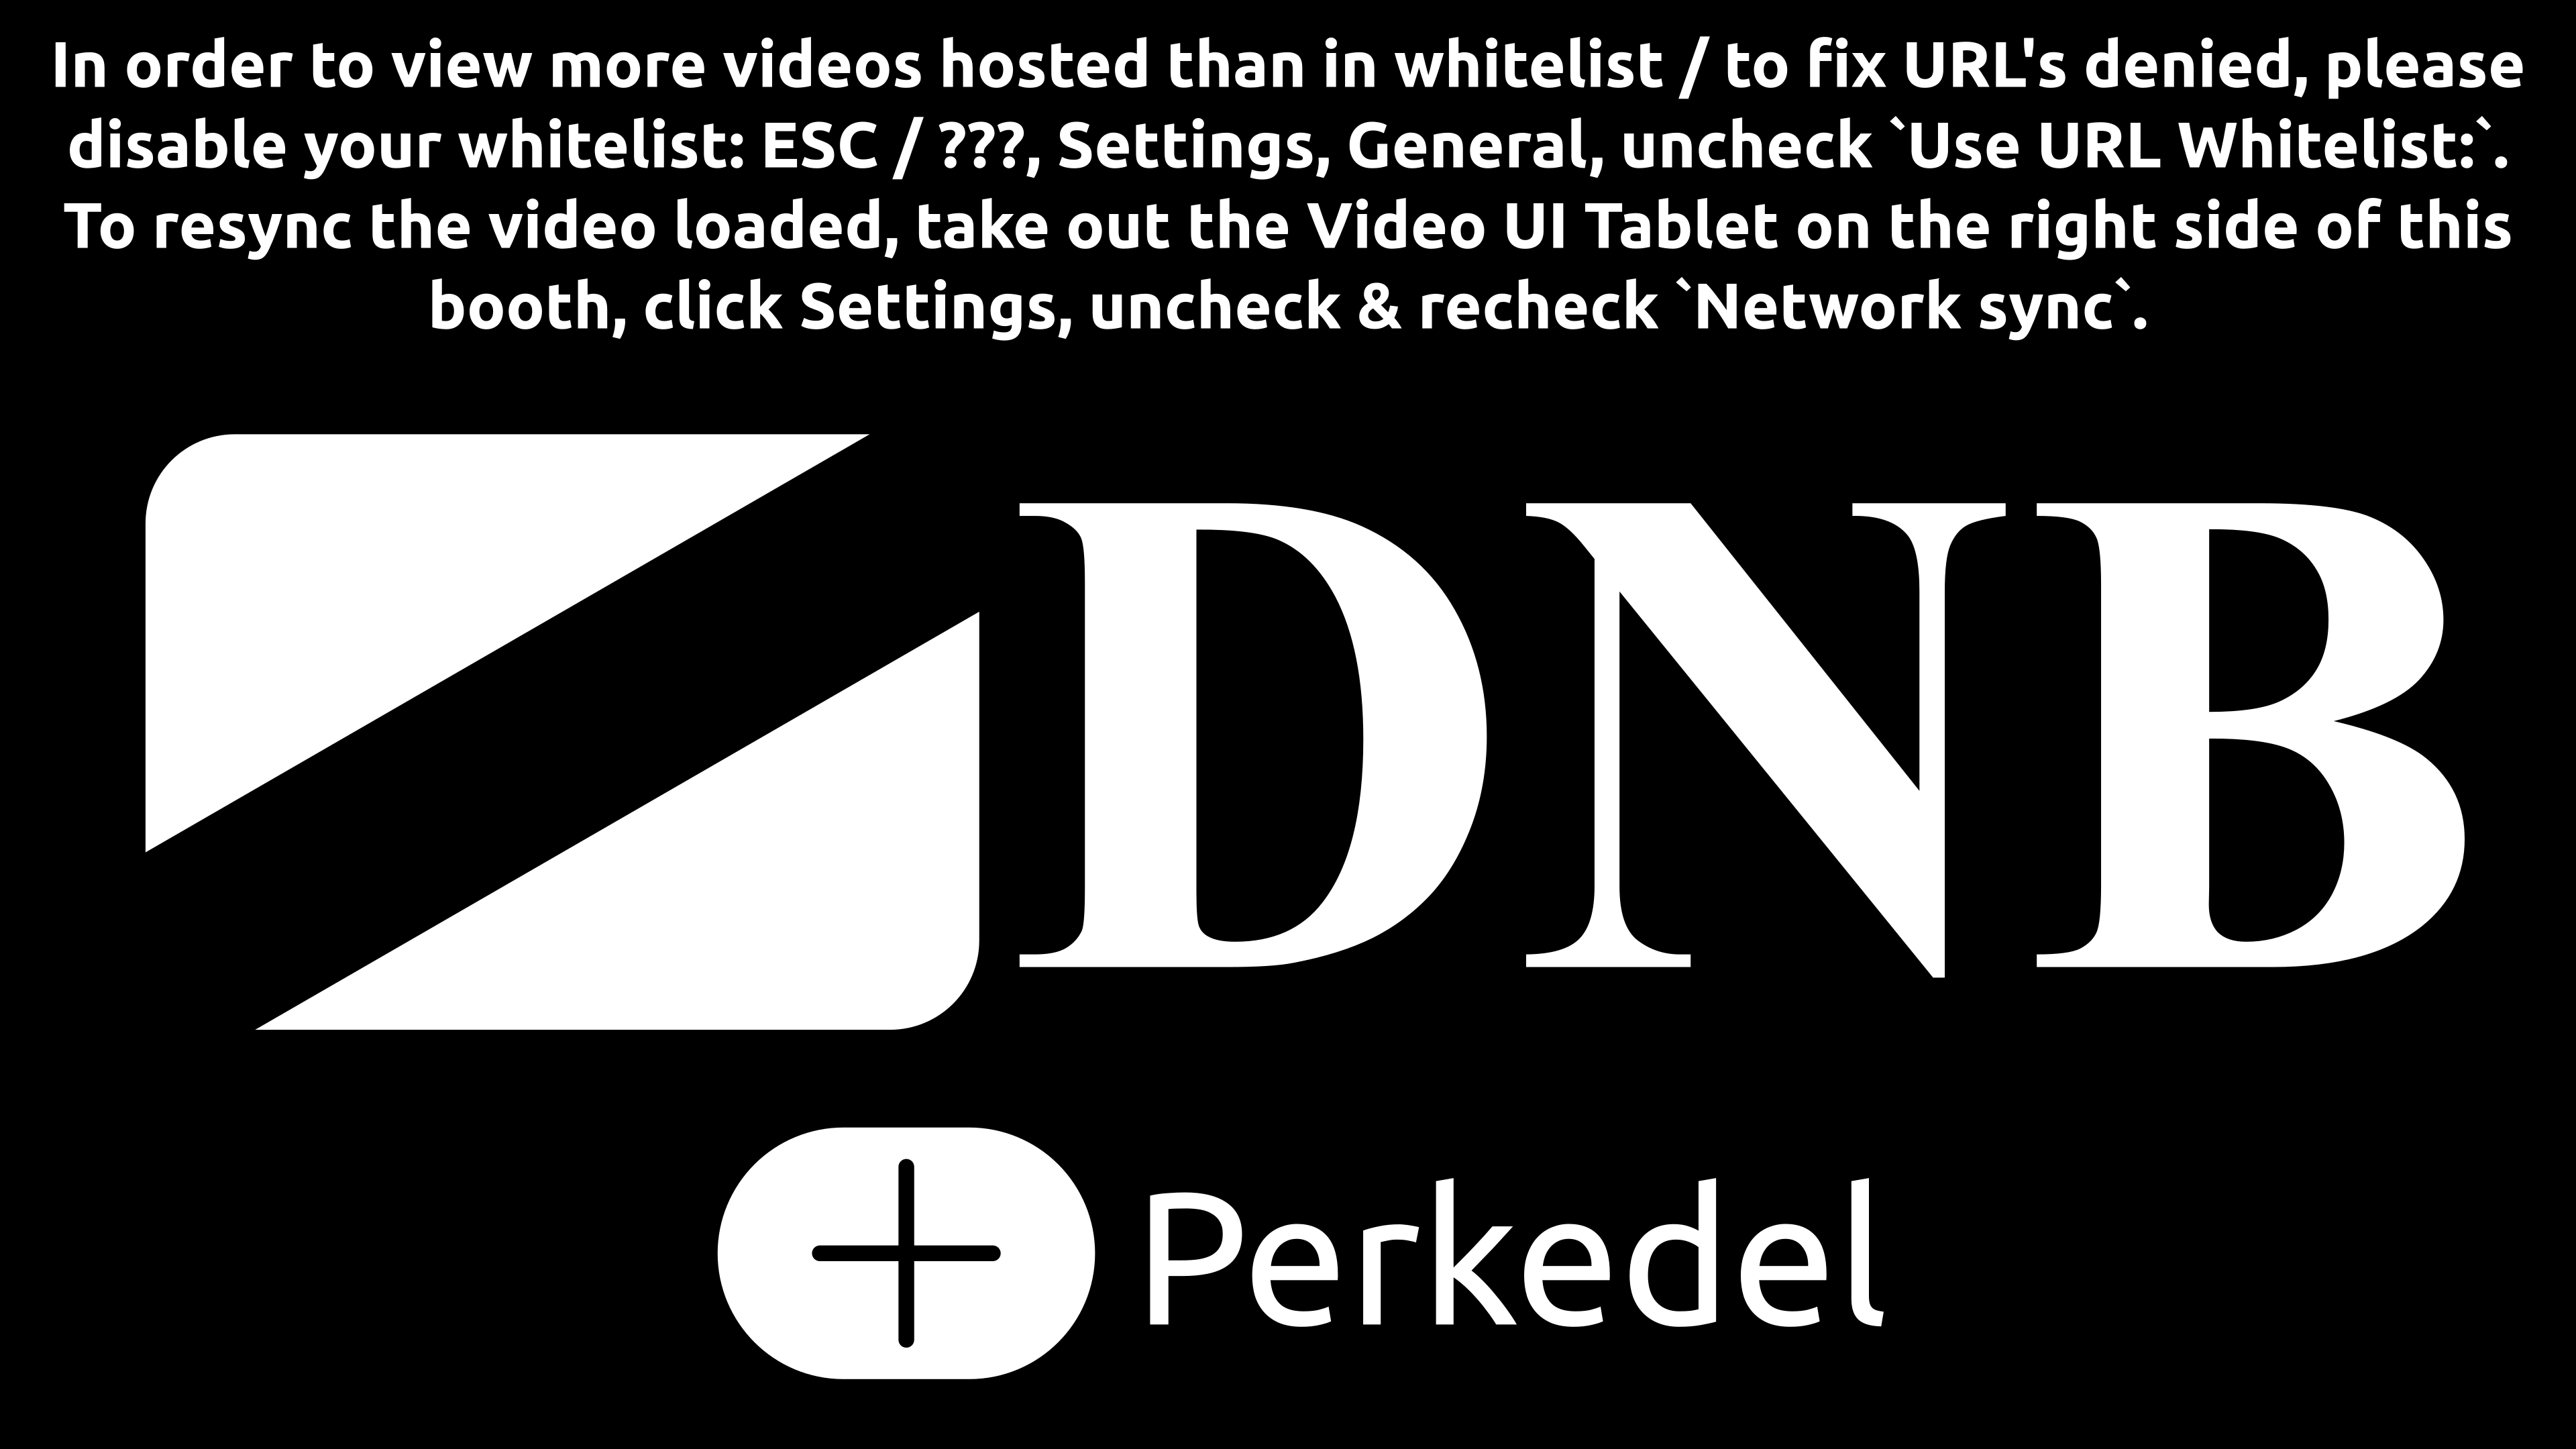 In order to view more videos hosted than in whitelist / to fix URL's denied, please
disable your whitelist: ESC / ???, Settings, General, uncheck `Use URL Whitelist:`.
To resync the video loaded, take out the Video UI Tablet on the right side of this
booth, click Settings, uncheck & recheck `Network sync`.
DNB
Perkedel